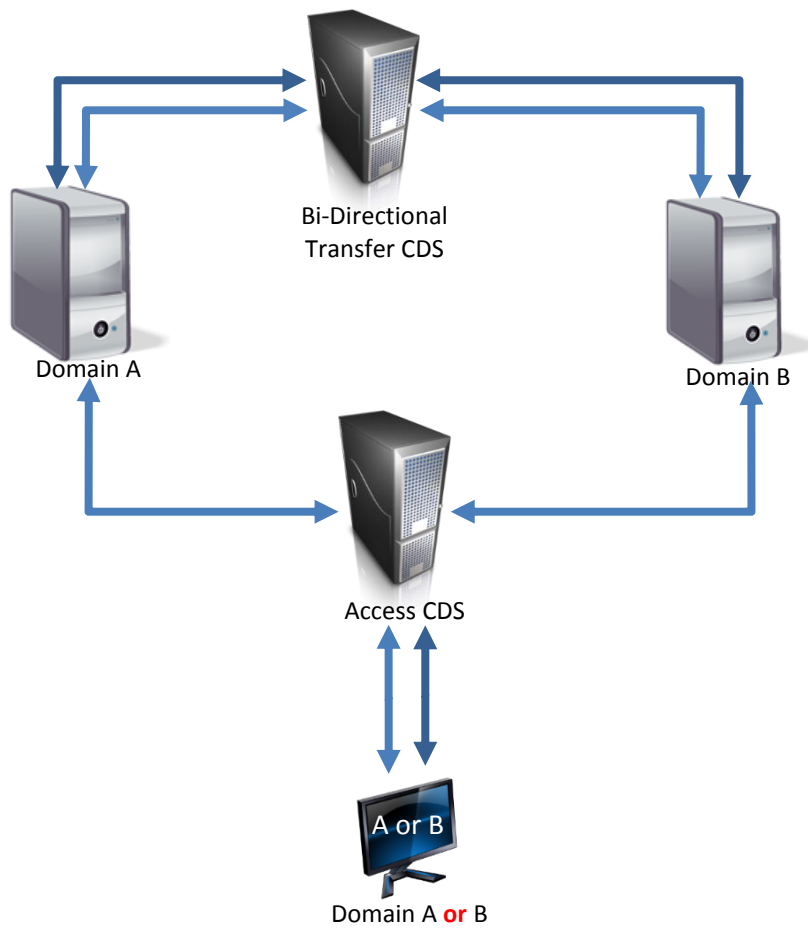 Bi-Directional
Transfer CDS
Domain A
Domain B
Access CDS
A or B
Domain A or B